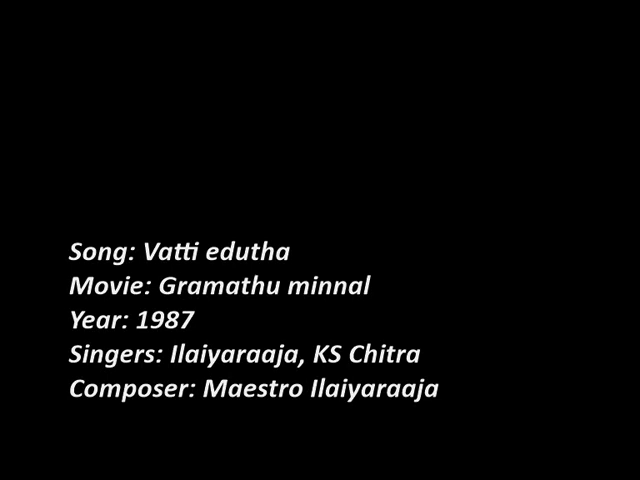 Song: Vatti edutha
Movie: Gramathu minnal
Year: 1987
Singers: Ilaiyaraaja, KS Chitra
Composer: Maestro Ilaiyaraaja